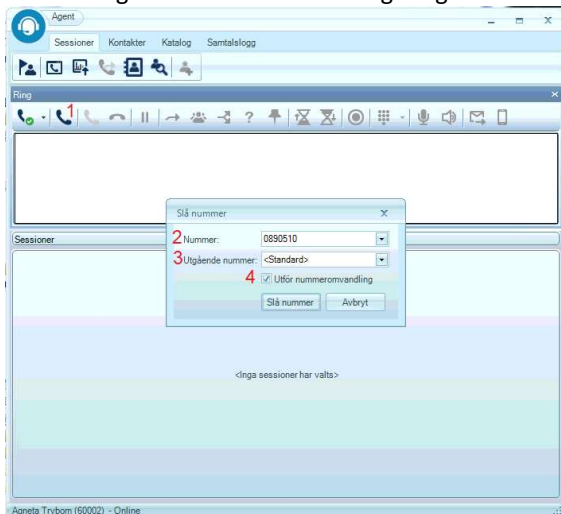 Agent
Sessioner Kontakter Katalog Samtalslogg
Ring
1
Slå nummer
2 Nummer: 0890510
3 Utgående nummer: <Standard>
4 Utför nummeromvandling
Slå nummer Avbryt
Sessioner
<Inga sessioner har valts>
Agneta Trybom (60002) - Online